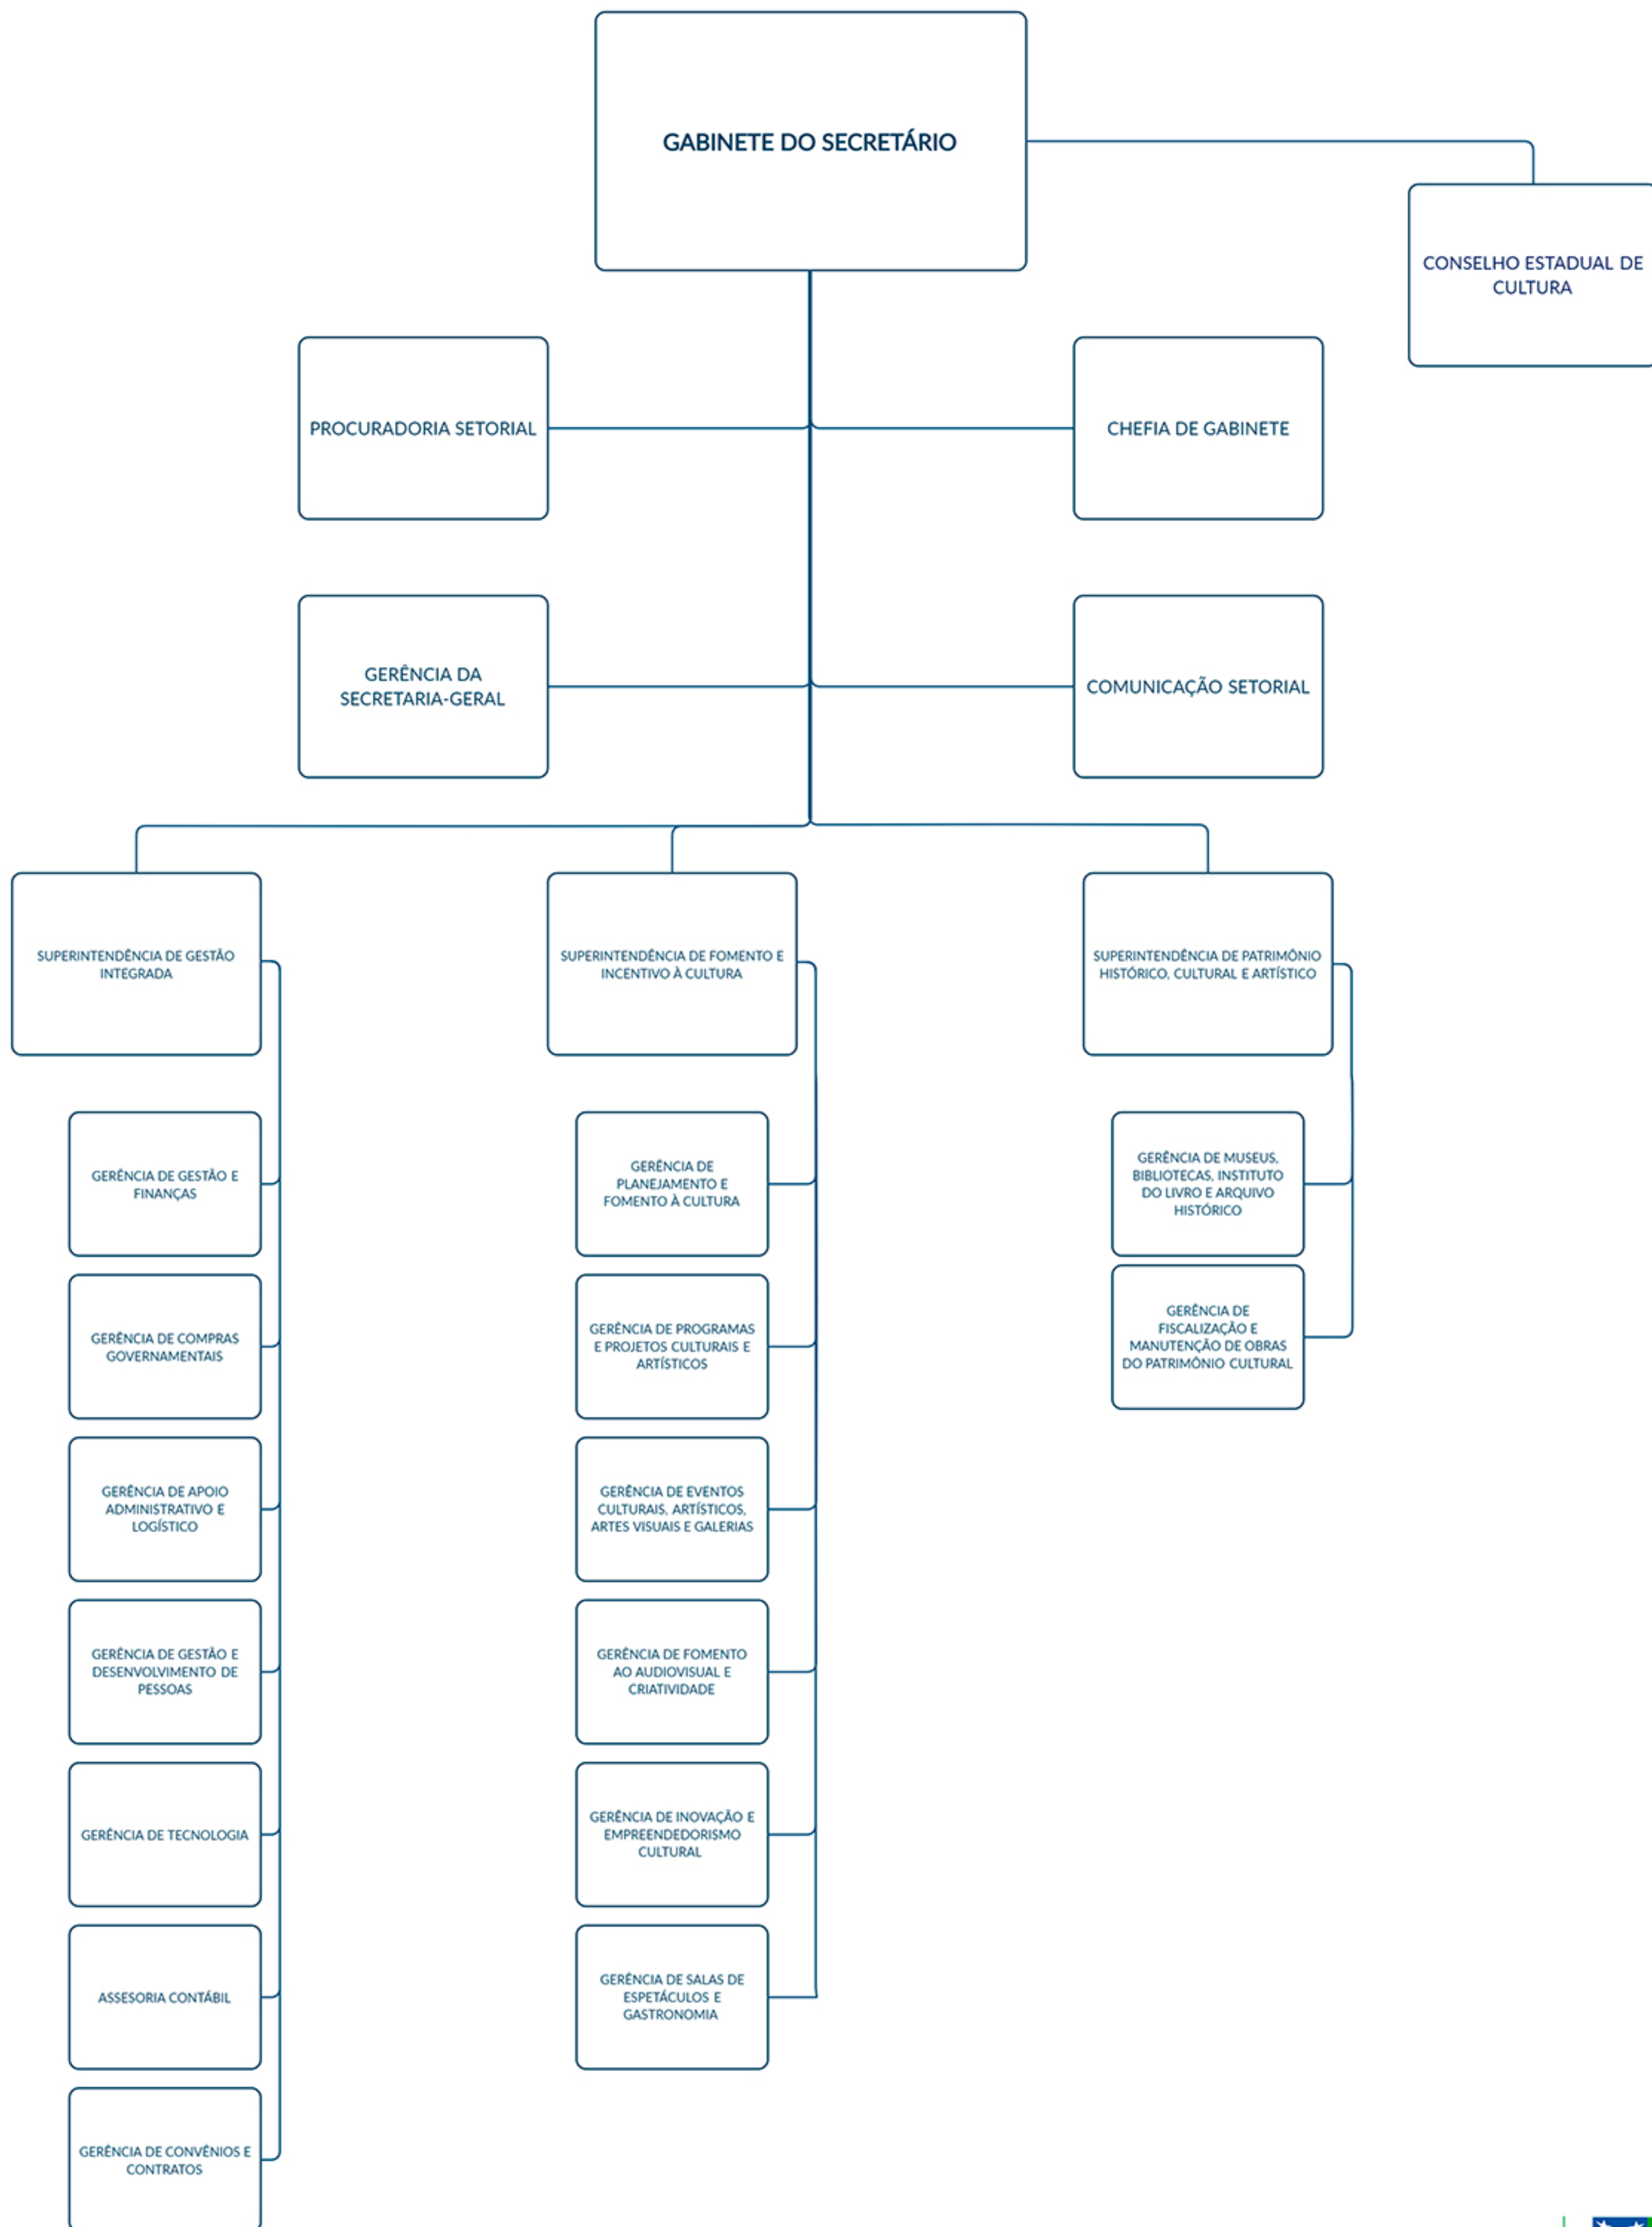 GABINETE DO SECRETÁRIO
CONSELHO ESTADUAL DE
CULTURA
PROCURADORIA SETORIAL
CHEFIA DE GABINETE
GERÊNCIA DA
SECRETARIA-GERAL
COMUNICAÇÃO SETORIAL
SUPERINTENDÊNCIA DE GESTÃO
INTEGRADA
GERÊNCIA DE GESTÃO E
FINANÇAS
GERÊNCIA DE COMPRAS
GOVERNAMENTAIS
GERÊNCIA DE APOIO
ADMINISTRATIVO E
LOGÍSTICO
GERÊNCIA DE GESTÃO E
DESENVOLVIMENTO DE
PESSOAS
GERÊNCIA DE TECNOLOGIA
ASSESORIA CONTÁBIL
GERÊNCIA DE CONVÊNIOS E
CONTRATOS
SUPERINTENDÊNCIA DE FOMENTO E
INCENTIVO À CULTURA
GERÊNCIA DE
PLANEJAMENTO E
FOMENTO À CULTURA
GERÊNCIA DE PROGRAMAS
E PROJETOS CULTURAIS E
ARTÍSTICOS
GERÊNCIA DE EVENTOS
CULTURAIS, ARTÍSTICOS,
ARTES VISUAIS E GALERIAS
GERÊNCIA DE FOMENTO
AO AUDIOVISUAL E
CRIATIVIDADE
GERÊNCIA DE INOVAÇÃO E
EMPREENDEDORISMO
CULTURAL
GERÊNCIA DE SALAS DE
ESPETÁCULOS E
GASTRONOMIA
SUPERINTENDÊNCIA DE PATRIMÔNIO
HISTÓRICO, CULTURAL E ARTÍSTICO
GERÊNCIA DE MUSEUS,
BIBLIOTECAS, INSTITUTO
DO LIVRO E ARQUIVO
HISTÓRICO
GERÊNCIA DE
FISCALIZAÇÃO E
MANUTENÇÃO DE OBRAS
DO PATRIMÔNIO CULTURAL